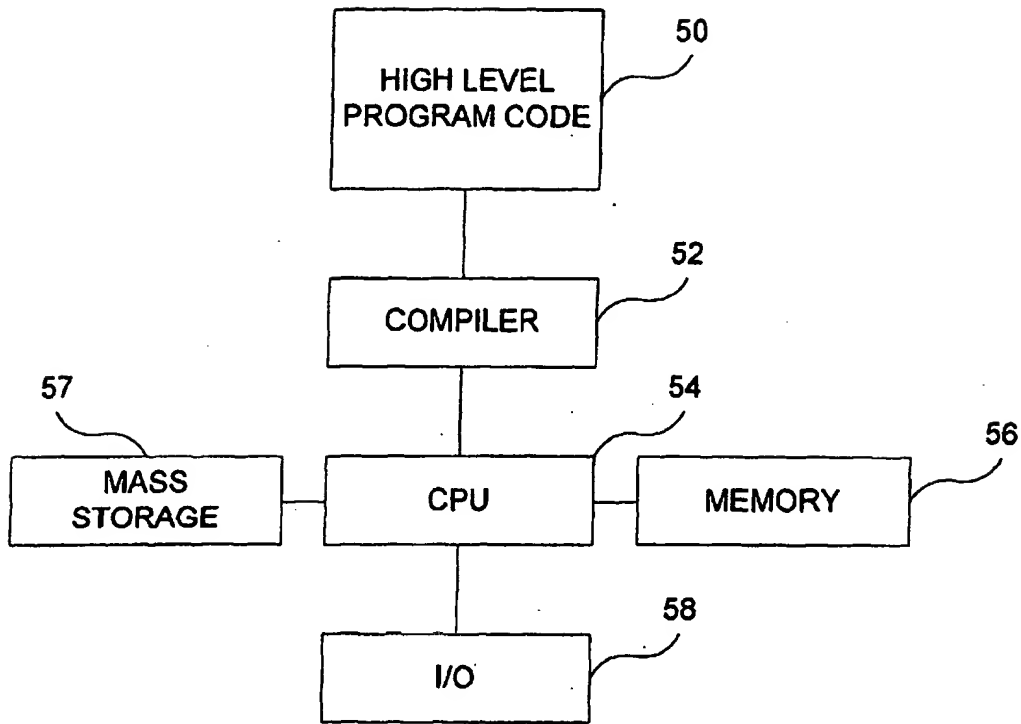 50
HIGH LEVEL
PROGRAM CODE
52
COMPILER
57
54
56
MASS
STORAGE
CPU
MEMORY
58
I/O